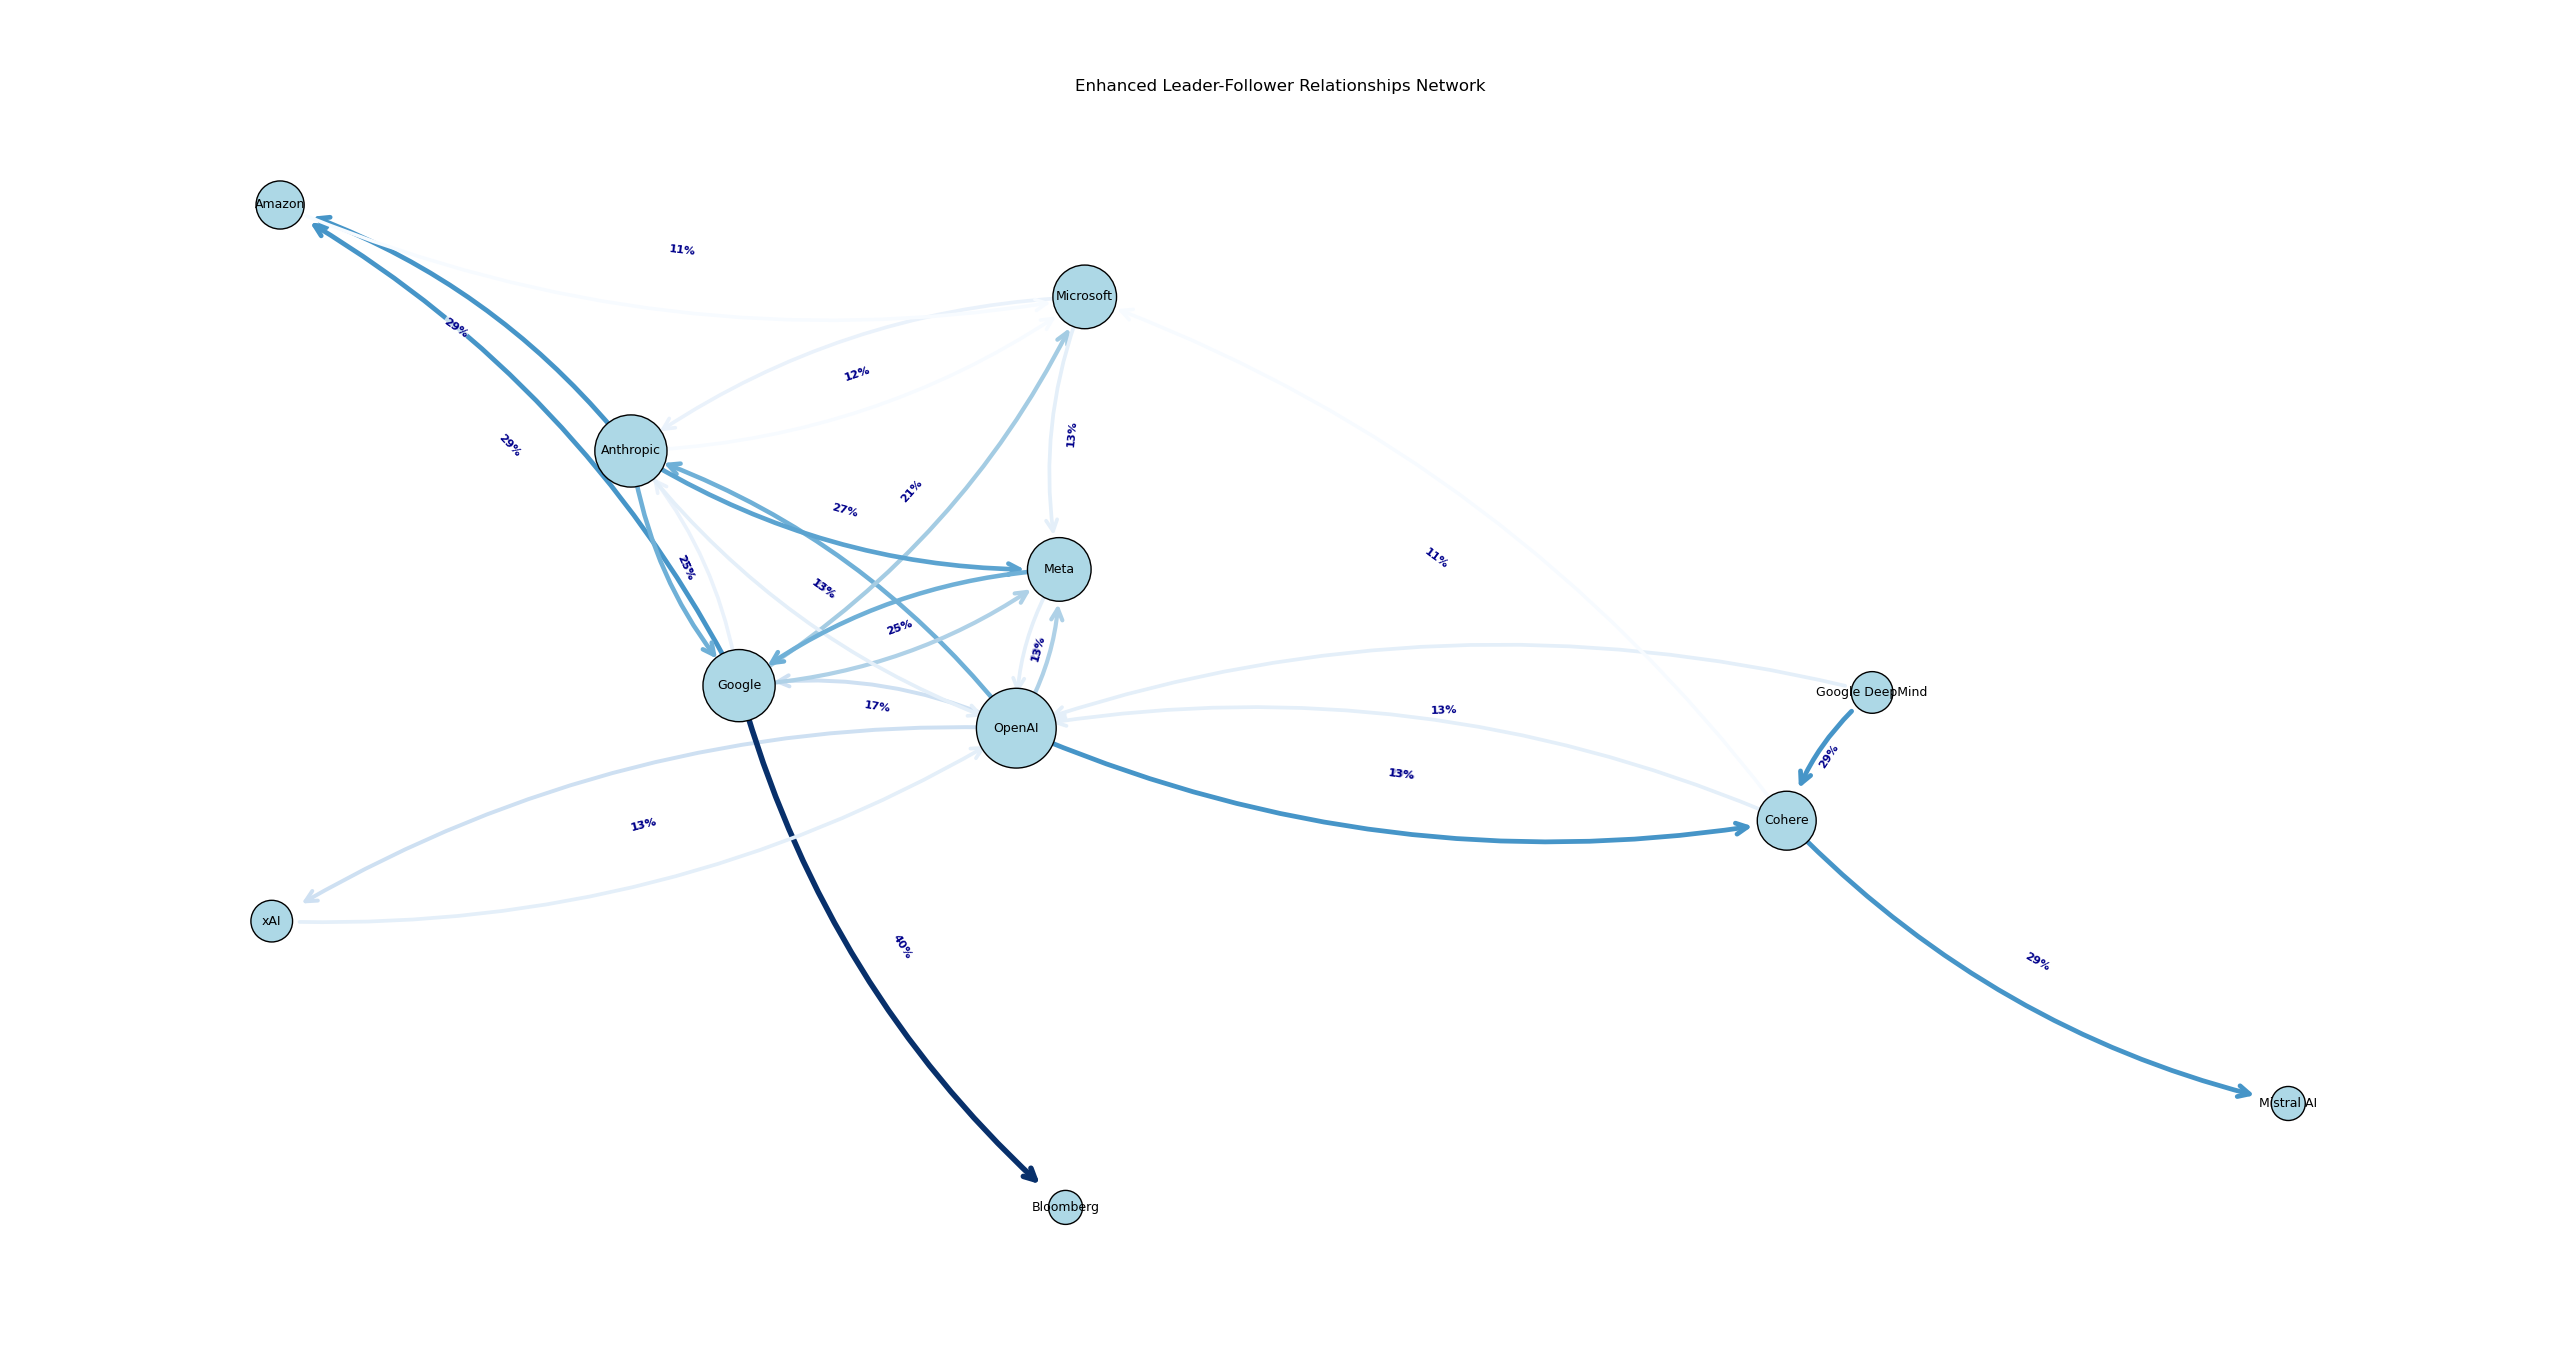 Enhanced Leader-Follower Relationships Network
Amazon
11%
Microsoft
29%
12%
13%
29%
Anthropic
21%
27%
11%
25%
Meta
13%
25%
13%
Google
17%
OpenAI
13%
Google DeepMind
29%
13%
13%
Cohere
xAI
40%
29%
Mistral AI
Bloomberg